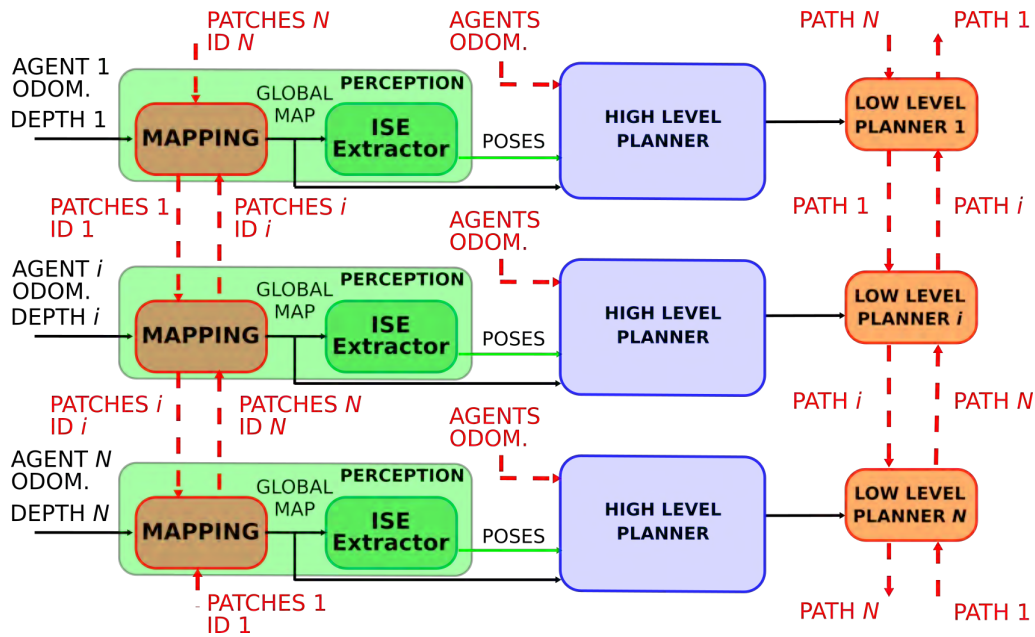 PATCHES N
ID N
AGENTS
ODOM.
PATH N
PATH 1
AGENT 1
ODOM.
DEPTH 1
PERCEPTION
GLOBAL
MAP
MAPPING
ISE
Extractor
POSES
HIGH LEVEL
PLANNER
LOW LEVEL
PLANNER 1
PATCHES 1
ID 1
PATCHES i
ID i
AGENTS
ODOM.
PATH 1
PATH i
AGENT i
ODOM.
DEPTH i
PERCEPTION
GLOBAL
MAP
MAPPING
ISE
Extractor
POSES
HIGH LEVEL
PLANNER
LOW LEVEL
PLANNER i
PATCHES i
ID i
PATCHES N
ID N
AGENTS
ODOM.
PATH i
PATH N
AGENT N
ODOM.
DEPTH N
PERCEPTION
GLOBAL
MAP
MAPPING
ISE
Extractor
POSES
HIGH LEVEL
PLANNER
LOW LEVEL
PLANNER N
PATCHES 1
ID 1
PATH N
PATH 1